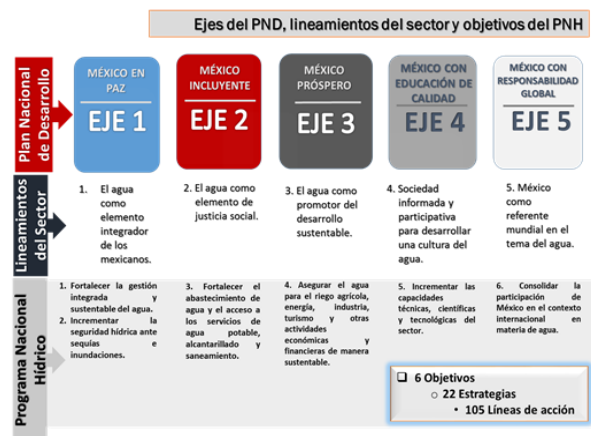 Ejes del PND, lineamientos del sector y objetivos del PNH
Plan Nacional
de Desarrollo
MÉXICO EN
PAZ
EJE 1
MÉXICO
INCLUYENTE
EJE 2
MÉXICO
PRÓSPERO
EJE 3
MÉXICO CON
EDUCACIÓN DE
CALIDAD
EJE 4
MÉXICO CON
RESPONSABILIDAD
GLOBAL
EJE 5
Lineamientos
del Sector
1. El agua
como
elemento
integrador
de los
mexicanos.
2. El agua como
elemento de
justicia social.
3. El agua como
promotor del
desarrollo
sustentable.
4. Sociedad
informada y
participativa
para desarrollar
una cultura del
agua.
5. México
como
referente
mundial en el
tema del agua.
Programa Nacional
Hídrico
1. Fortalecer la gestión
integrada y
sustentable del agua.
2. Incrementar la
seguridad hídrica ante
sequias e
inundaciones.
3. Fortalecer el
abastecimiento de
agua y el acceso a
los servicios de
agua potable,
alcantarillado y
saneamiento.
4. Asegurar el agua
para el riego agrícola,
energía, industria,
turismo y otras
actividades
económicas y
financieras de manera
sustentable.
5. Incrementar las
capacidades
técnicas, científicas
y tecnológicas del
sector.
6. Consolidar la
participación de
México en el contexto
internacional en
materia de agua.
❑ 6 Objetivos
o 22 Estrategias
▪ 105 Líneas de acción